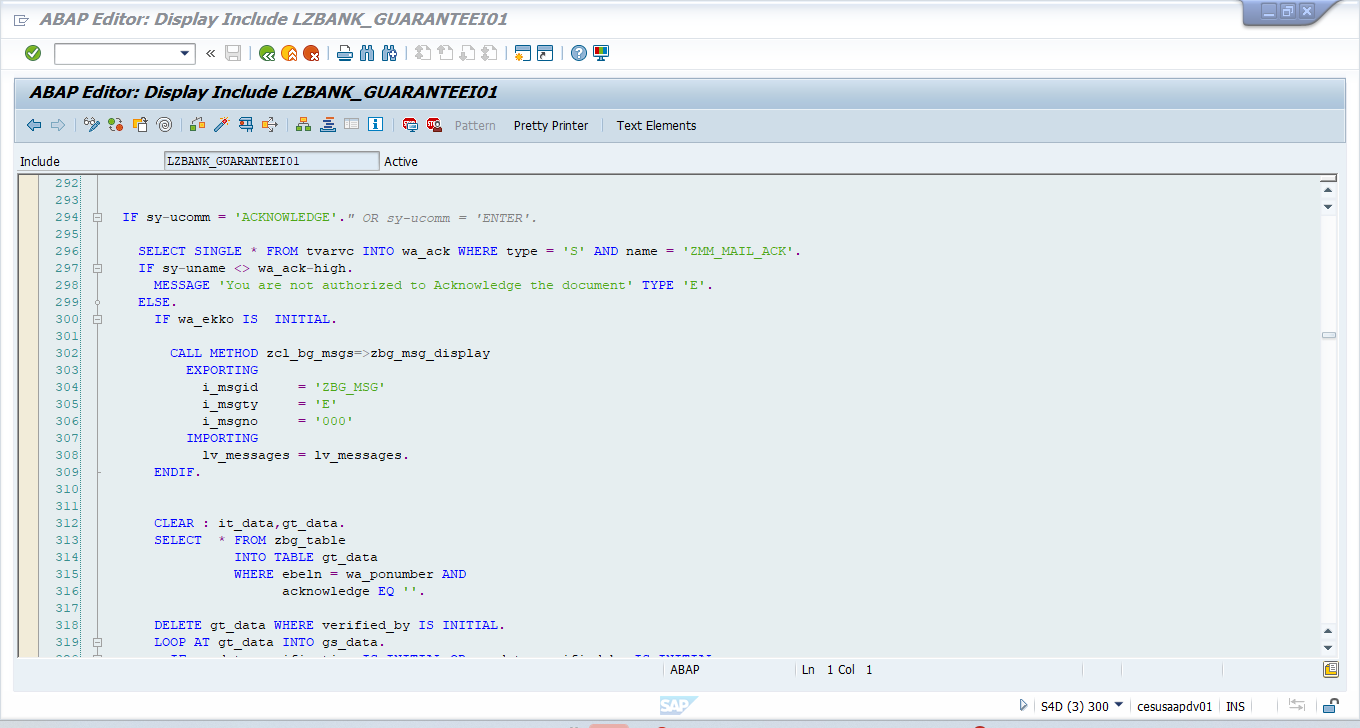 ABAP Editor: Display Include LZBANK_GUARANTEEI01
ABAP Editor: Display Include LZBANK_GUARANTEEI01
Pattern Pretty Printer Text Elements
Include LZBANK_GUARANTEEI01 Active
292
293
294 IF sy-ucomm = 'ACKNOWLEDGE'." OR sy-ucomm = 'ENTER'.
295
296 SELECT SINGLE * FROM tvarvc INTO wa_ack WHERE type = 'S' AND name = 'ZMM_MAIL_ACK'.
297 IF sy-uname <> wa_ack-high.
298 MESSAGE 'You are not authorized to Acknowledge the document' TYPE 'E'.
299 ELSE.
300 IF wa_ekko IS INITIAL.
301
302 CALL METHOD zcl_bg_msgs=>zbg_msg_display
303 EXPORTING
304 i_msgid = 'ZBG_MSG'
305 i_msgty = 'E'
306 i_msgno = '000'
307 IMPORTING
308 lv_messages = lv_messages.
309 ENDIF.
310
311
312 CLEAR : it_data,gt_data.
313 SELECT * FROM zbg_table
314 INTO TABLE gt_data
315 WHERE ebeln = wa_ponumber AND
316 acknowledge EQ ''.
317
318 DELETE gt_data WHERE verified_by IS INITIAL.
319 LOOP AT gt_data INTO gs_data.
ABAP Ln 1 Col 1
SAP S4D (3) 300 cesusaapdv01 INS